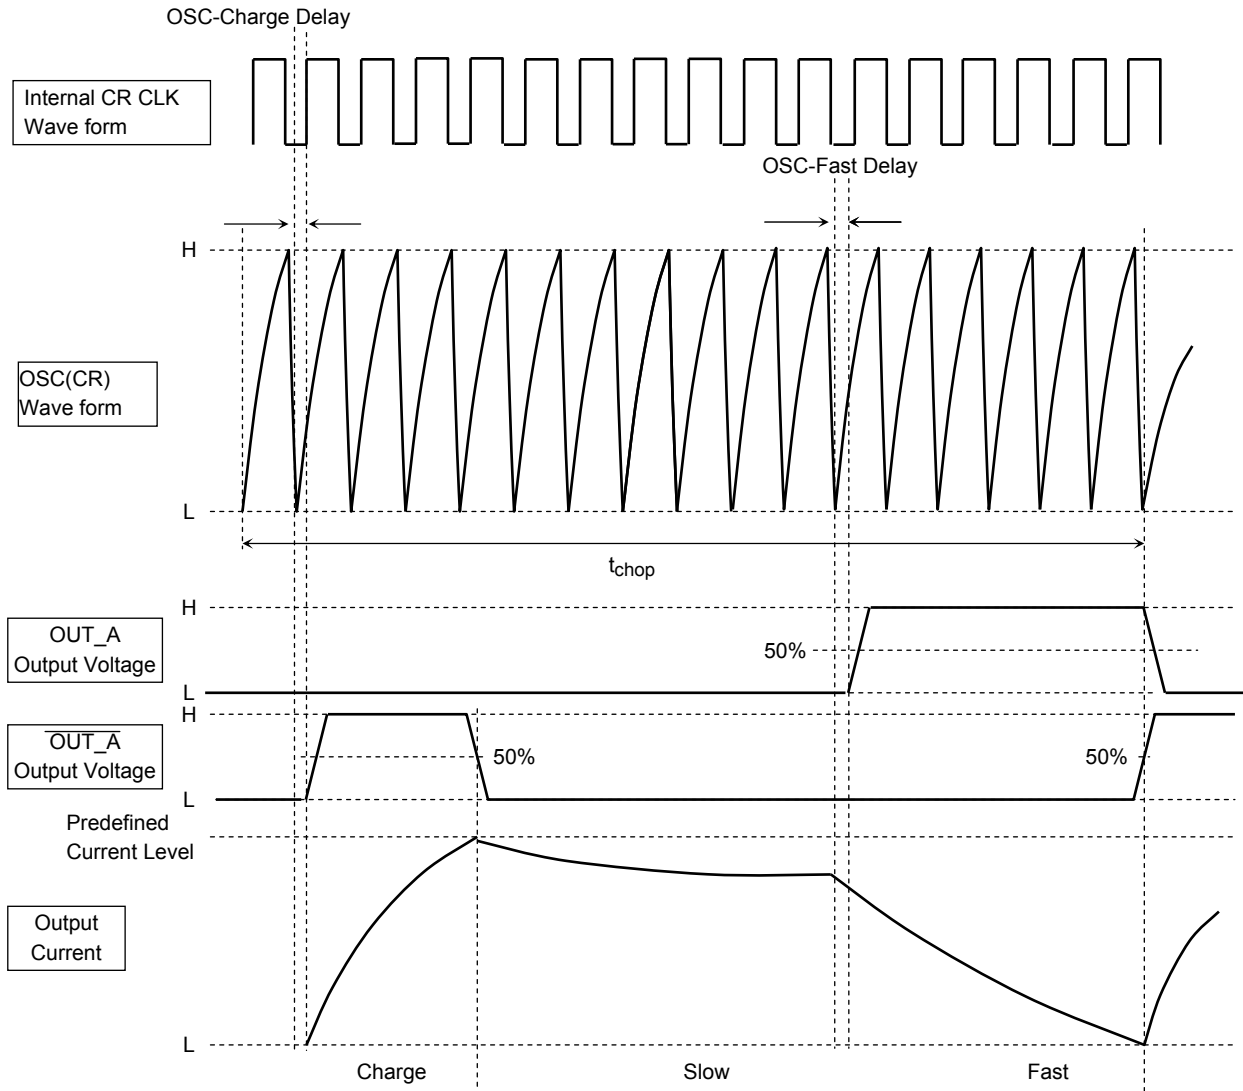 OSC-Charge Delay
Internal CR CLK
Wave form
OSC-Fast Delay
H
OSC(CR)
Wave form
L
tchop
H
OUT_A
Output Voltage
50%
L
H
OUT_A
Output Voltage
50%
50%
L
Predefined
Current Level
Output
Current
L
Charge
Slow
Fast